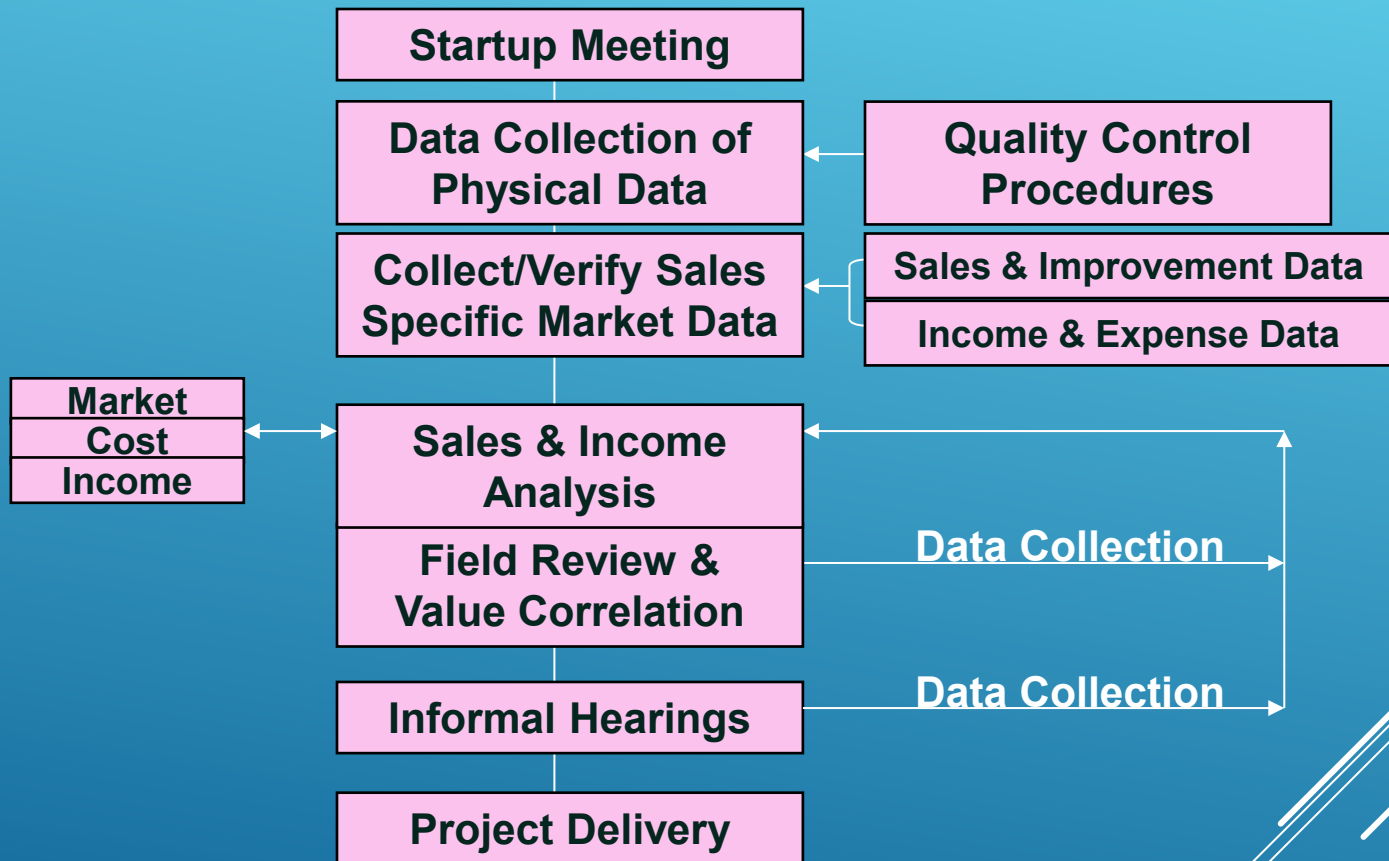 Startup Meeting
Data Collection of
Physical Data
Quality Control
Procedures
Collect/Verify Sales
Specific Market Data
Sales & Improvement Data
Income & Expense Data
Market
Cost
Income
Sales & Income
Analysis
Field Review &
Value Correlation
Data Collection
Informal Hearings
Data Collection
Project Delivery